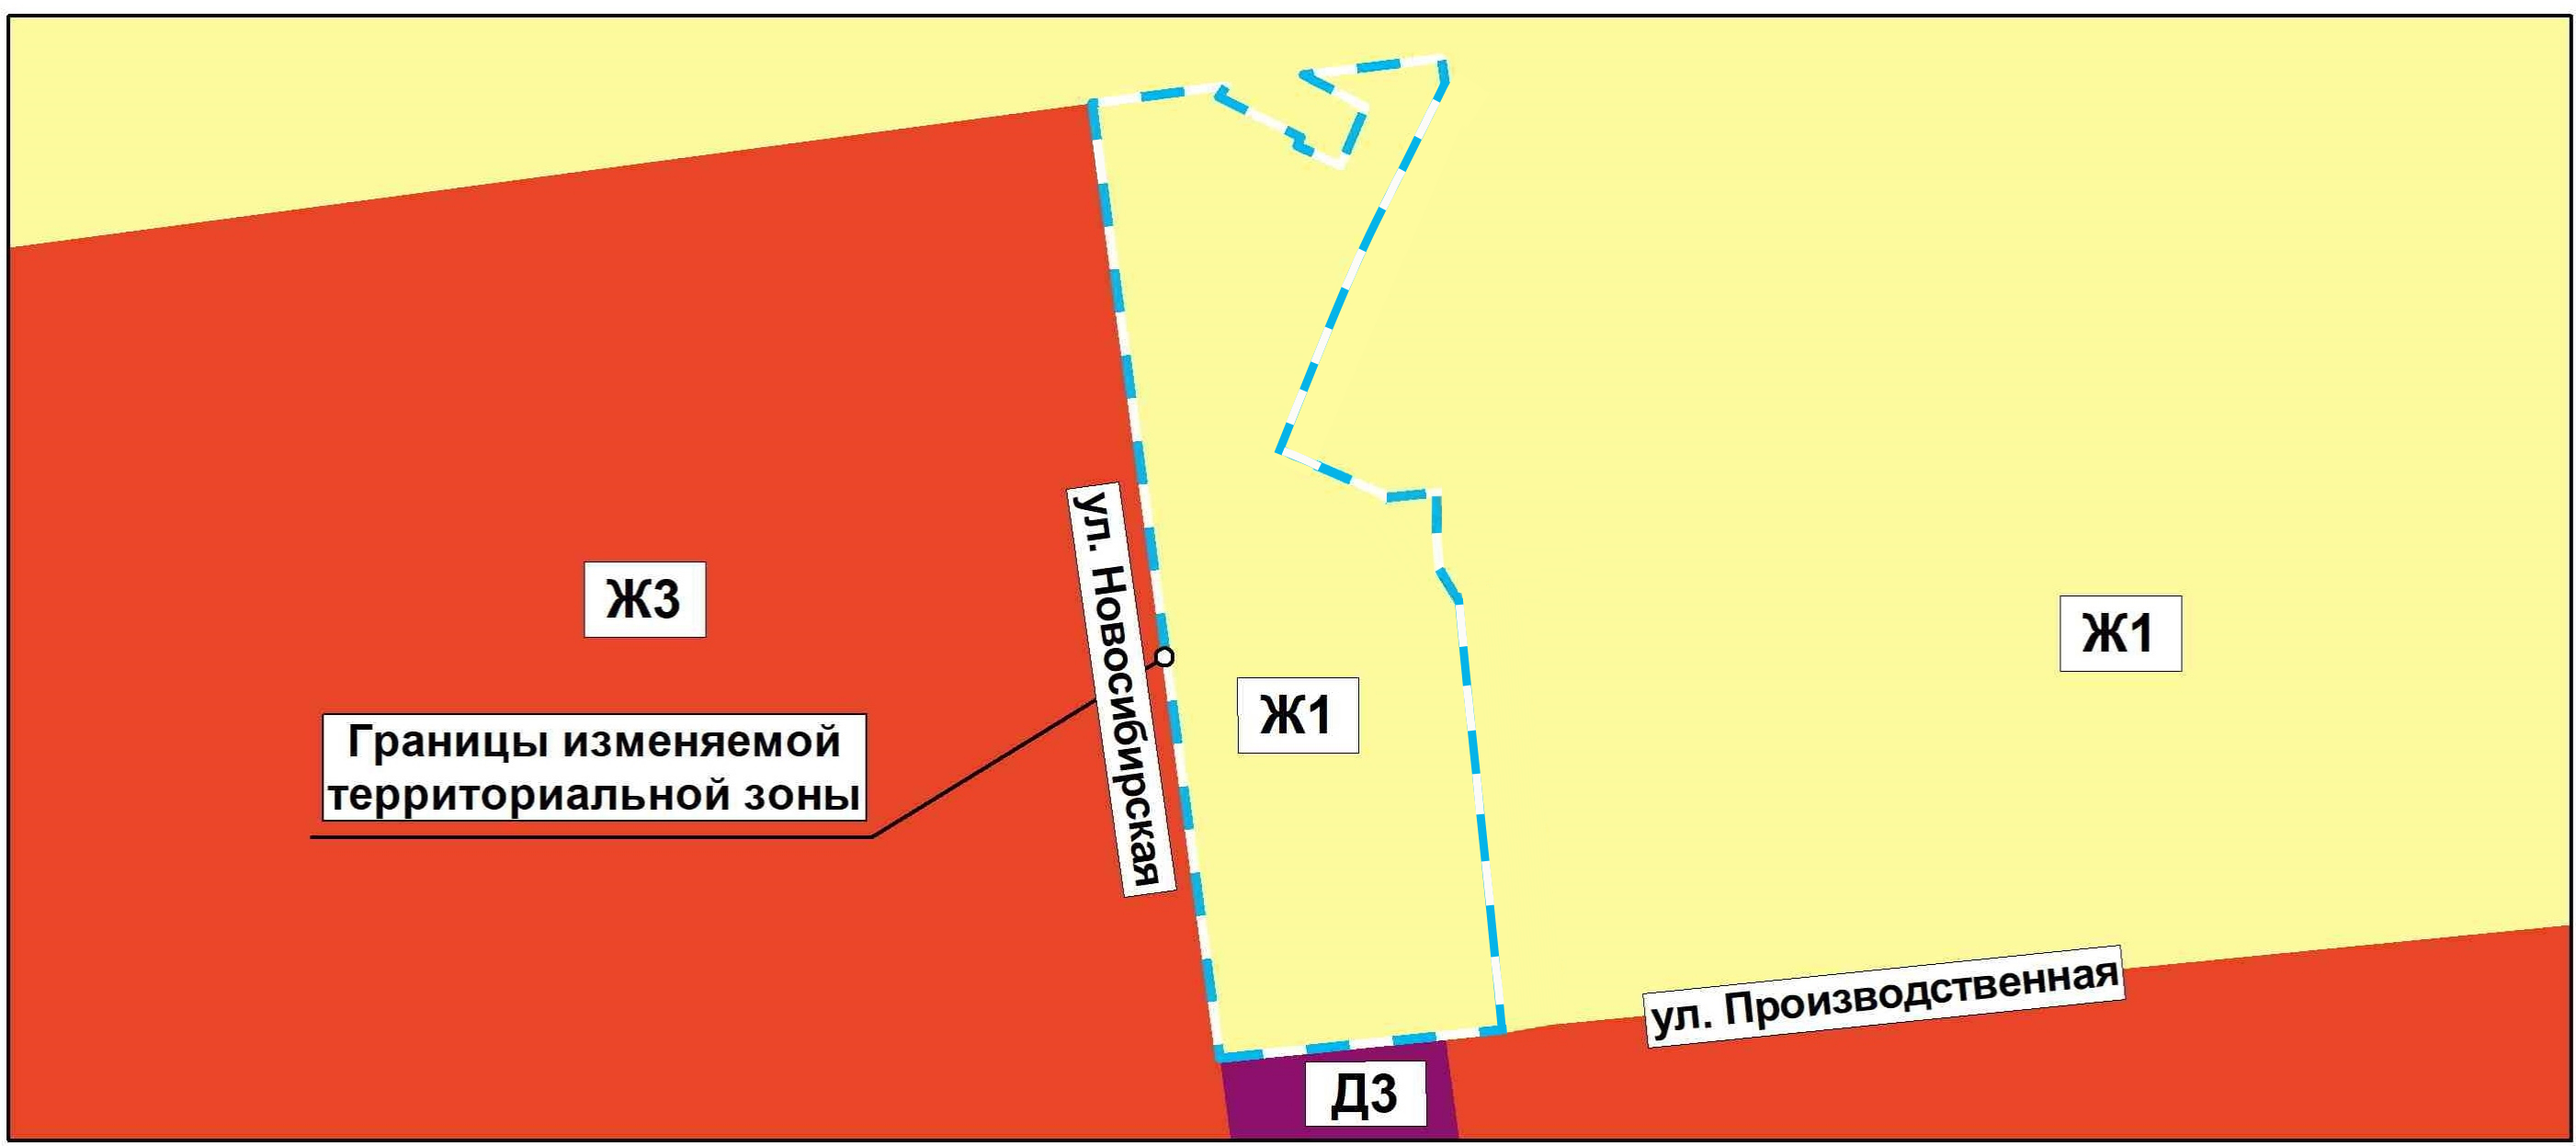 Ж3
ул. Новосибирская
Ж1
Ж1
Границы изменяемой
территориальной зоны
ул. Производственная
Д3